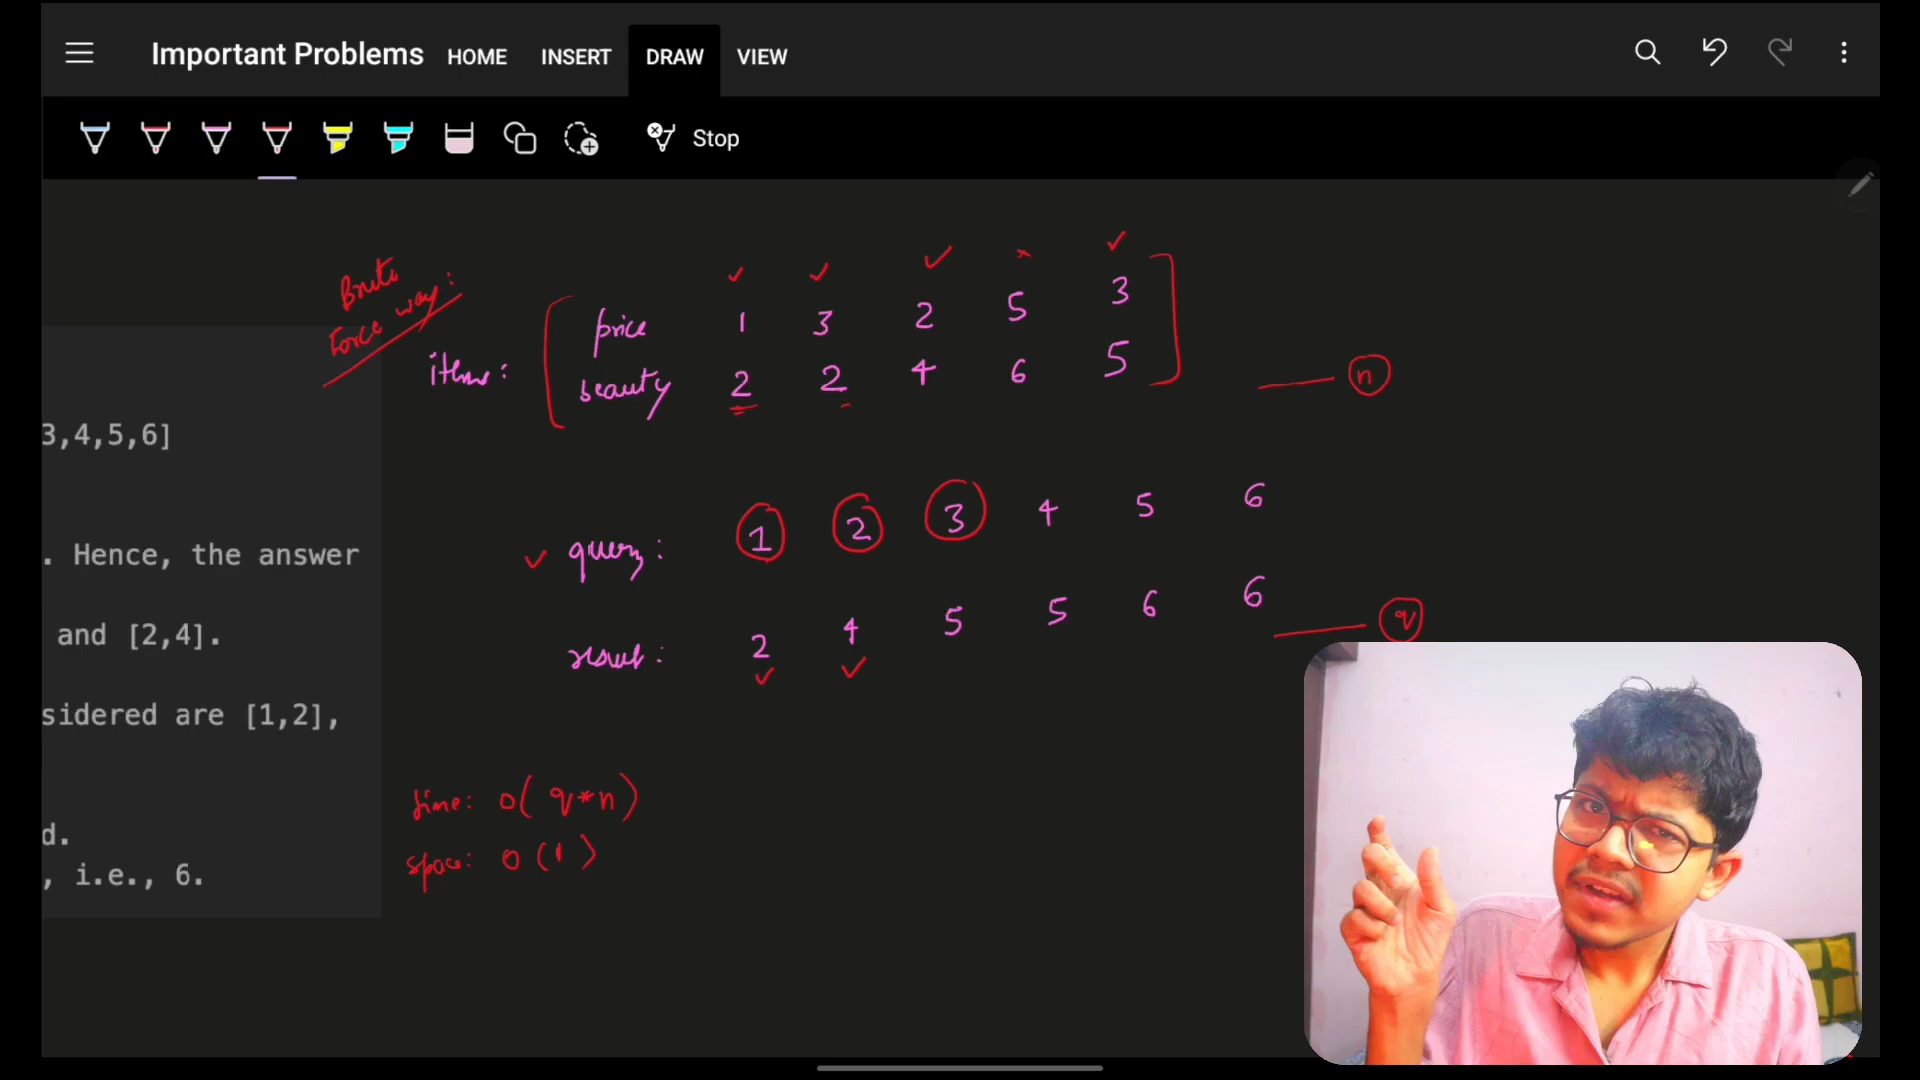 Important Problems HOME INSERT DRAW VIEW
Stop
Brute
Force way:
items:
price 1 3 2 5 3
beauty 2 2 4 6 5
n
3,4,5,6]
query: 1 2 3 4 5 6
. Hence, the answer
result: 2 4 5 5 6 6
q
and [2,4].
sidered are [1,2],
time: O( q*n)
space: O (1)
d.
, i.e., 6.